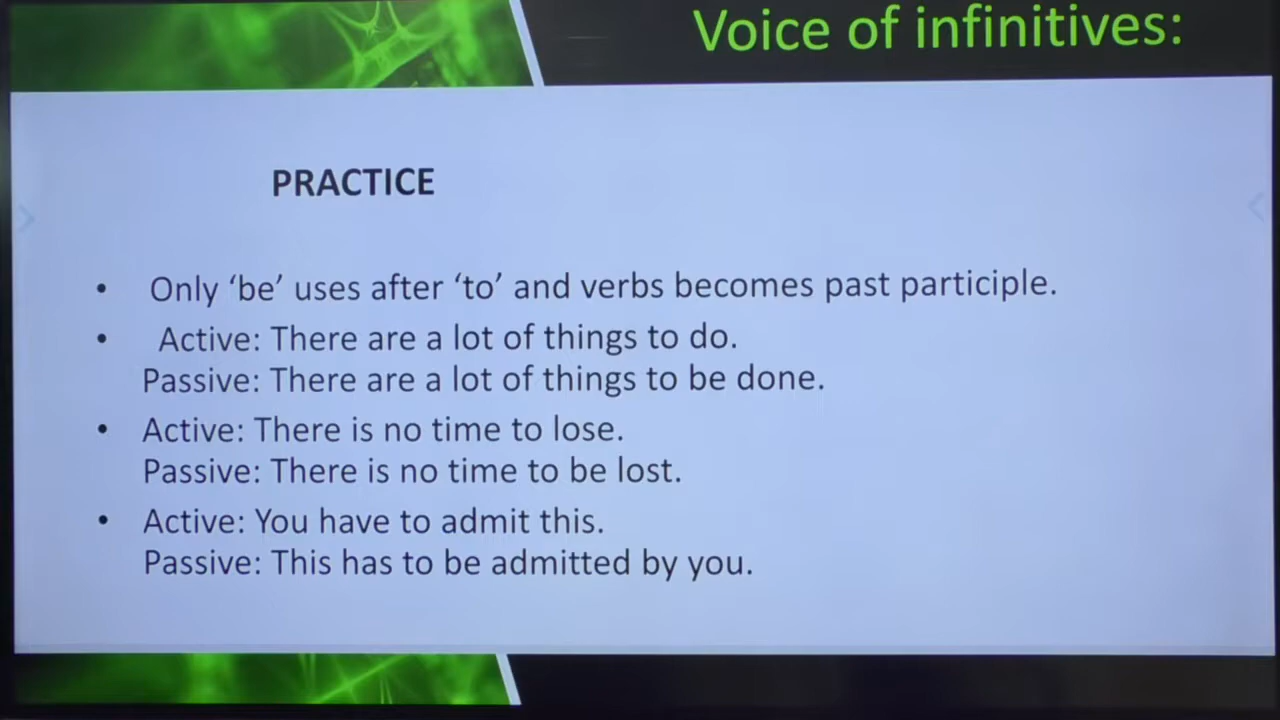 Voice of infinitives:
PRACTICE
• Only ‘be’ uses after ‘to’ and verbs becomes past participle.
• Active: There are a lot of things to do.
Passive: There are a lot of things to be done.
• Active: There is no time to lose.
Passive: There is no time to be lost.
• Active: You have to admit this.
Passive: This has to be admitted by you.